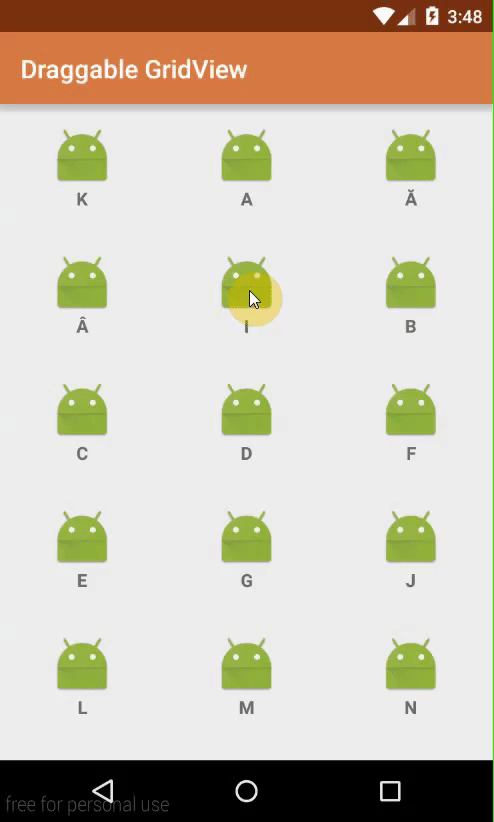 3:48
Draggable GridView
K A Ă
Â I B
C D F
E G J
L M N
free for personal use